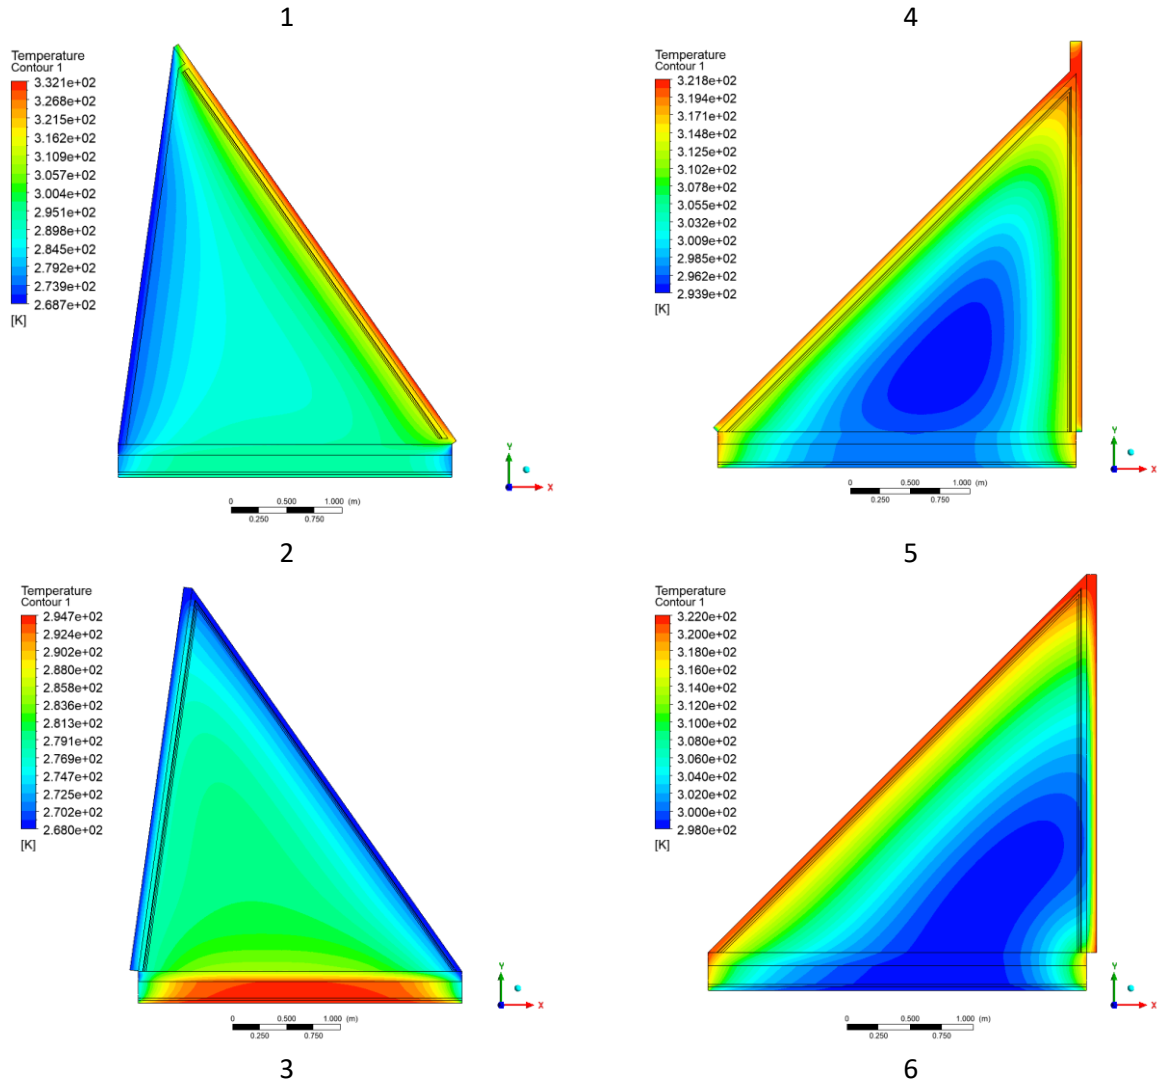 1
Temperature
Contour 1
3.321e+02
3.268e+02
3.215e+02
3.162e+02
3.109e+02
3.057e+02
3.004e+02
2.951e+02
2.898e+02
2.845e+02
2.792e+02
2.739e+02
2.687e+02
[K]
Y
X
0 0.500 1.000 (m)
0.250 0.750
4
Temperature
Contour 1
3.218e+02
3.194e+02
3.171e+02
3.148e+02
3.125e+02
3.102e+02
3.078e+02
3.055e+02
3.032e+02
3.009e+02
2.985e+02
2.962e+02
2.939e+02
[K]
Y
X
0 0.500 1.000 (m)
0.250 0.750
2
Temperature
Contour 1
2.947e+02
2.924e+02
2.902e+02
2.880e+02
2.858e+02
2.836e+02
2.813e+02
2.791e+02
2.769e+02
2.747e+02
2.725e+02
2.702e+02
2.680e+02
[K]
Y
X
0 0.500 1.000 (m)
0.250 0.750
5
Temperature
Contour 1
3.220e+02
3.200e+02
3.180e+02
3.160e+02
3.140e+02
3.120e+02
3.100e+02
3.080e+02
3.060e+02
3.040e+02
3.020e+02
3.000e+02
2.980e+02
[K]
Y
X
0 0.500 1.000 (m)
0.250 0.750
3
6